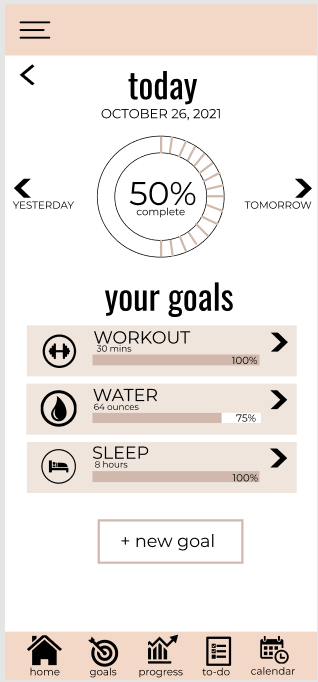 today
OCTOBER 26, 2021
50%
complete
YESTERDAY
TOMORROW
your goals
WORKOUT
30 mins
100%
WATER
64 ounces
75%
SLEEP
8 hours
100%
+ new goal
home
goals
progress
to-do
calendar